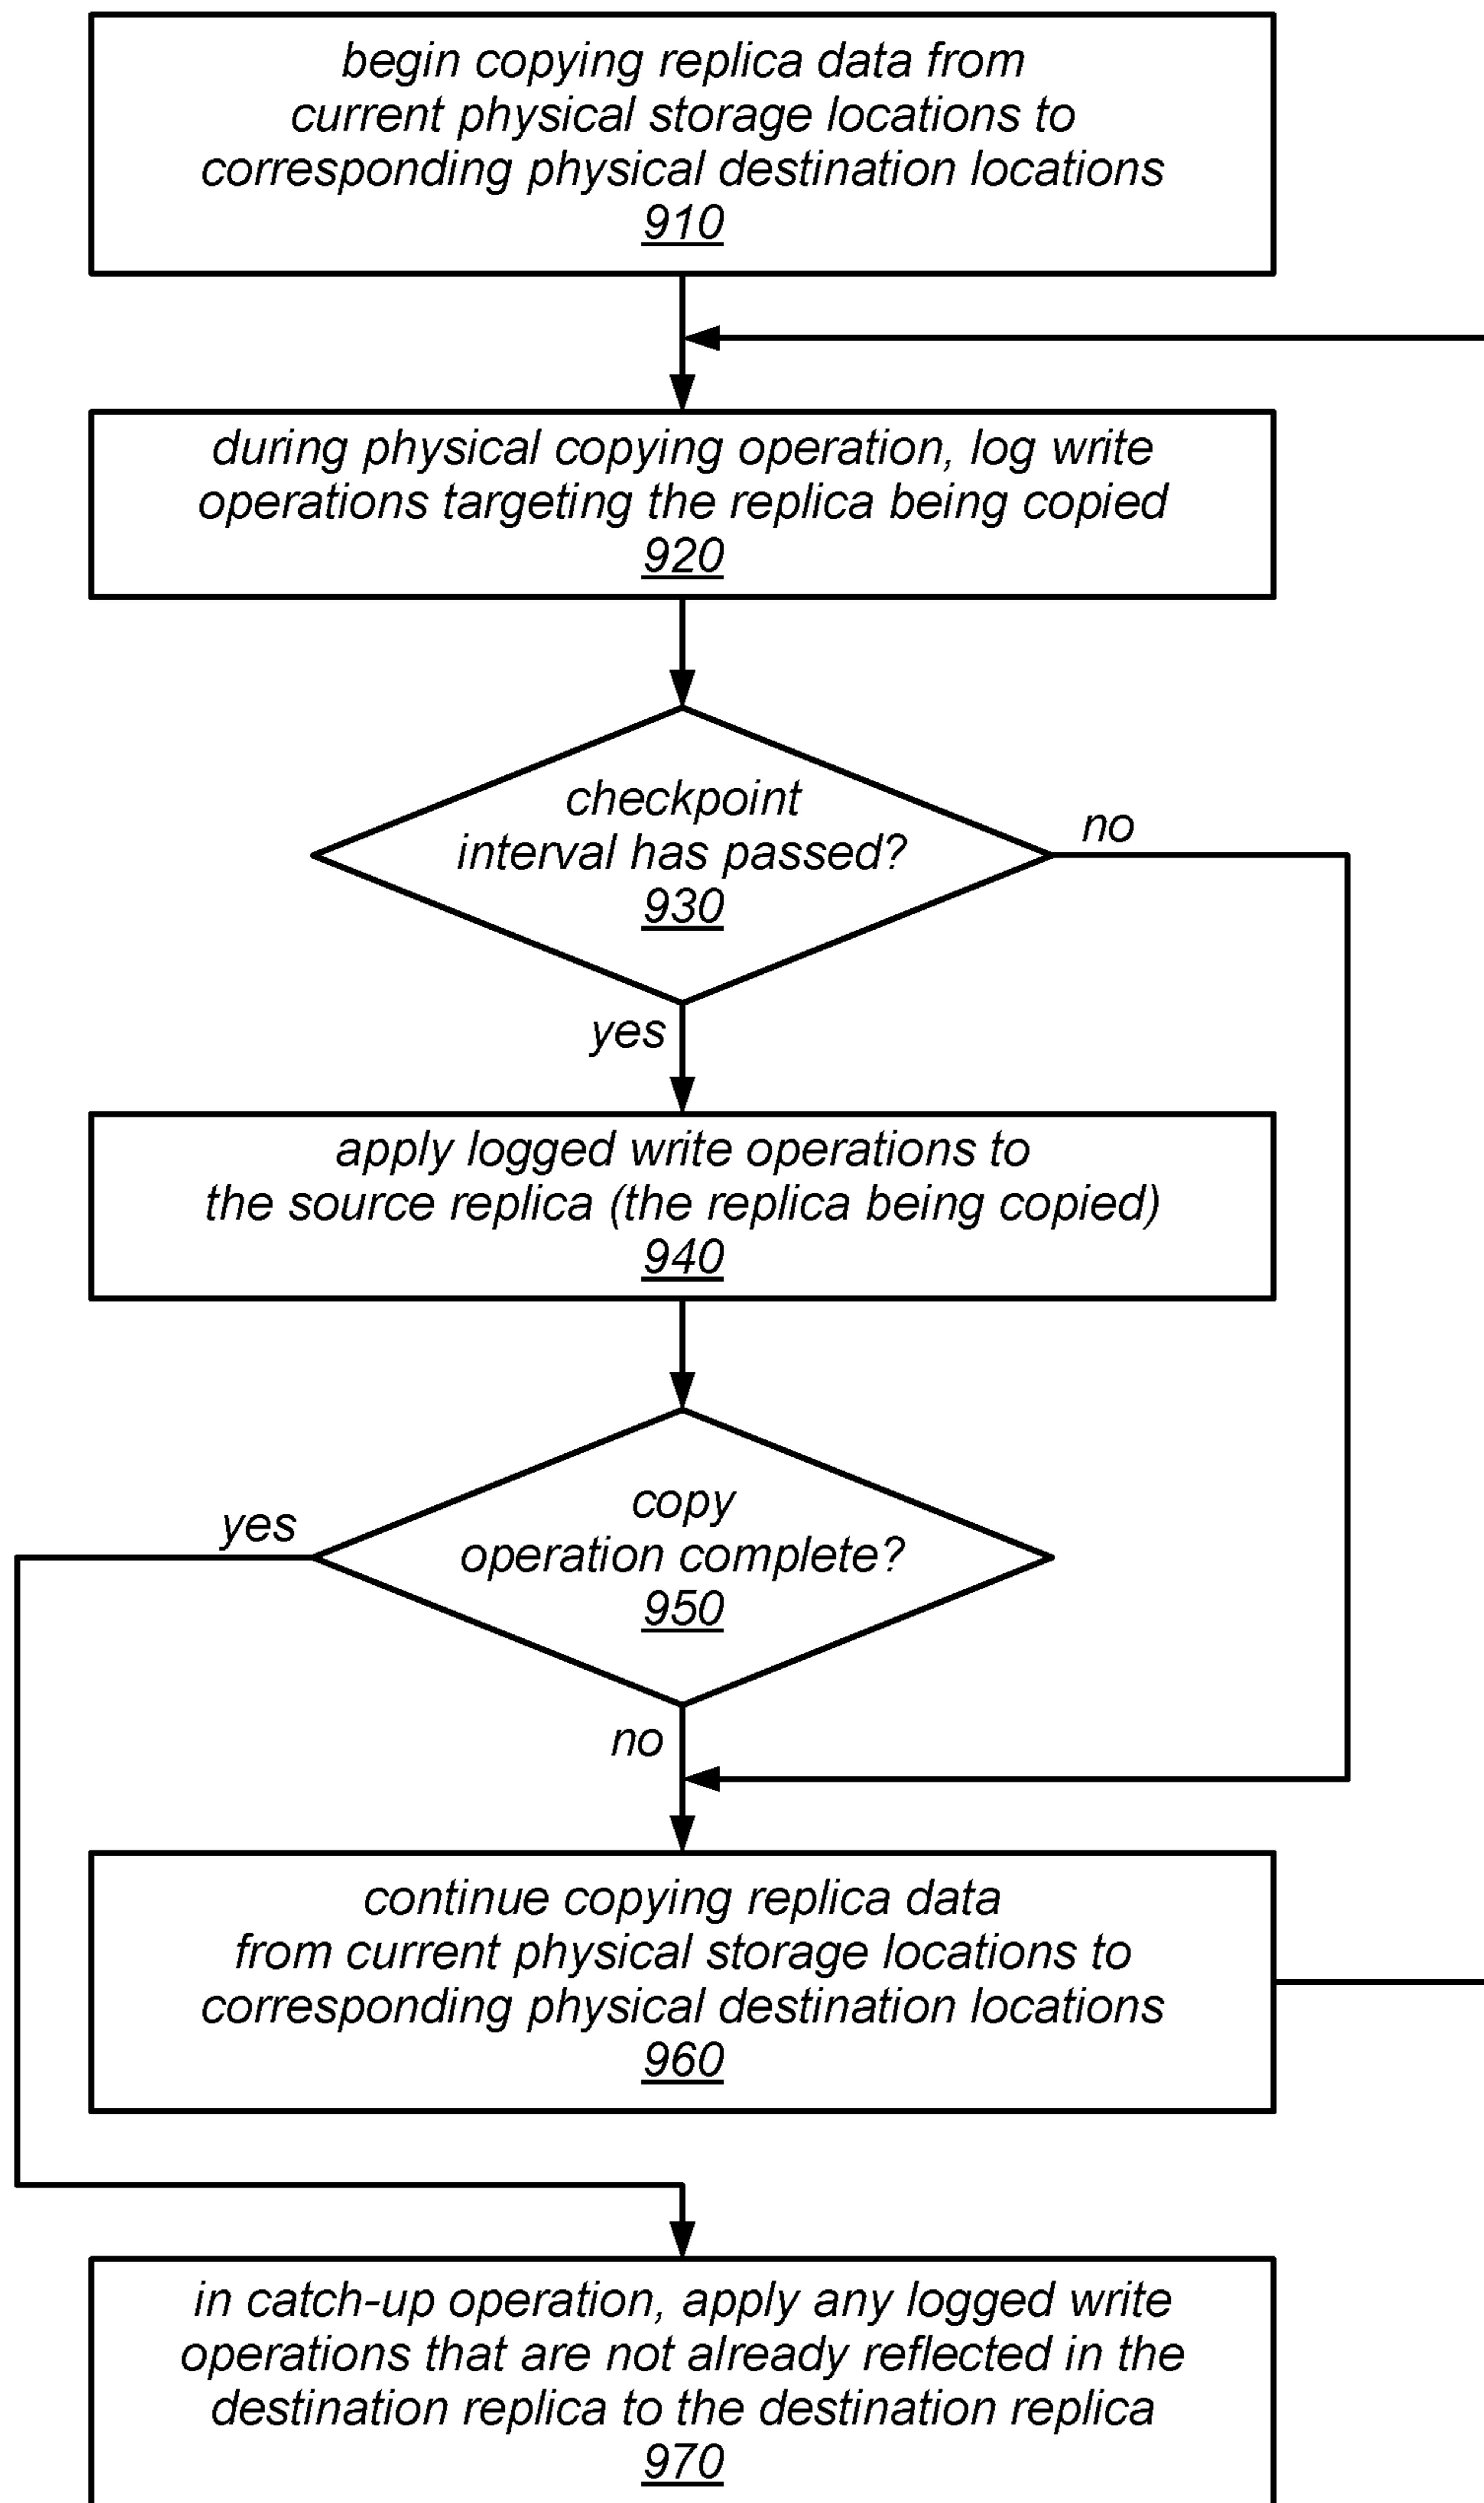 begin copying replica data from
current physical storage locations to
corresponding physical destination locations
910
during physical copying operation, log write
operations targeting the replica being copied
920
checkpoint
interval has passed?
930
no
yes
apply logged write operations to
the source replica (the replica being copied)
940
copy
operation complete?
950
yes
no
continue copying replica data
from current physical storage locations to
corresponding physical destination locations
960
in catch-up operation, apply any logged write
operations that are not already reflected in the
destination replica to the destination replica
970